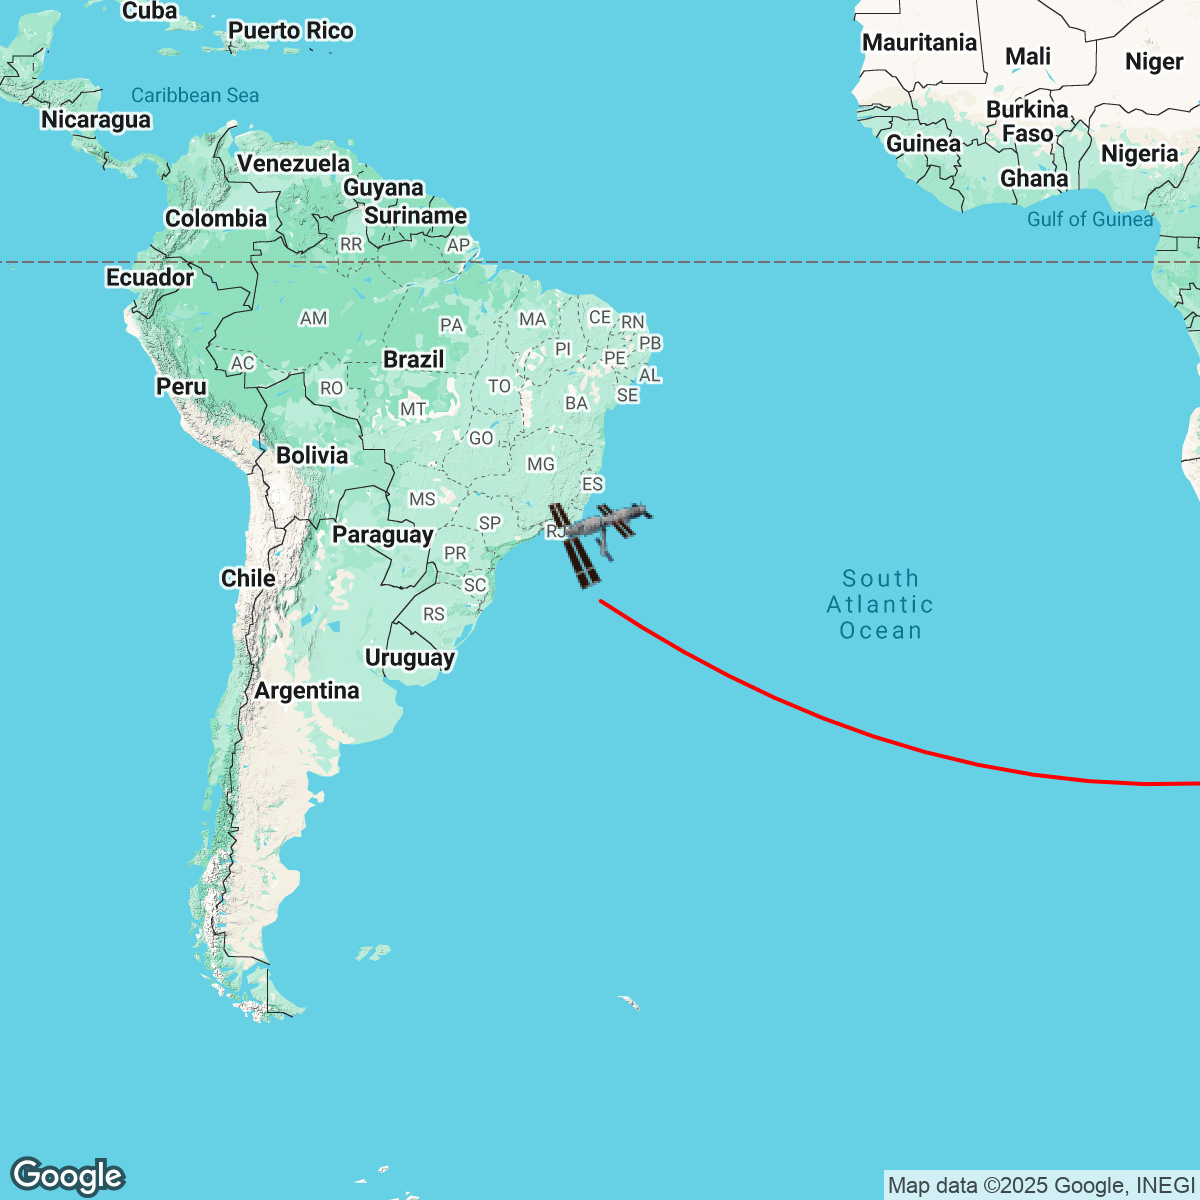 Cuba
Puerto Rico
Mauritania
Mali
Niger
Caribbean Sea
Nicaragua
Burkina
Faso
Guinea
Nigeria
Venezuela
Ghana
Guyana
Colombia
Suriname
Gulf of Guinea
RR
AP
Ecuador
AM
PA
MA
CE
RN
PB
PI
PE
AC
Brazil
AL
Peru
RO
TO
SE
MT
BA
GO
Bolivia
MG
ES
MS
SP
RJ
Paraguay
PR
Chile
SC
South
Atlantic
Ocean
RS
Uruguay
Argentina
Google
Map data ©2025 Google, INEGI